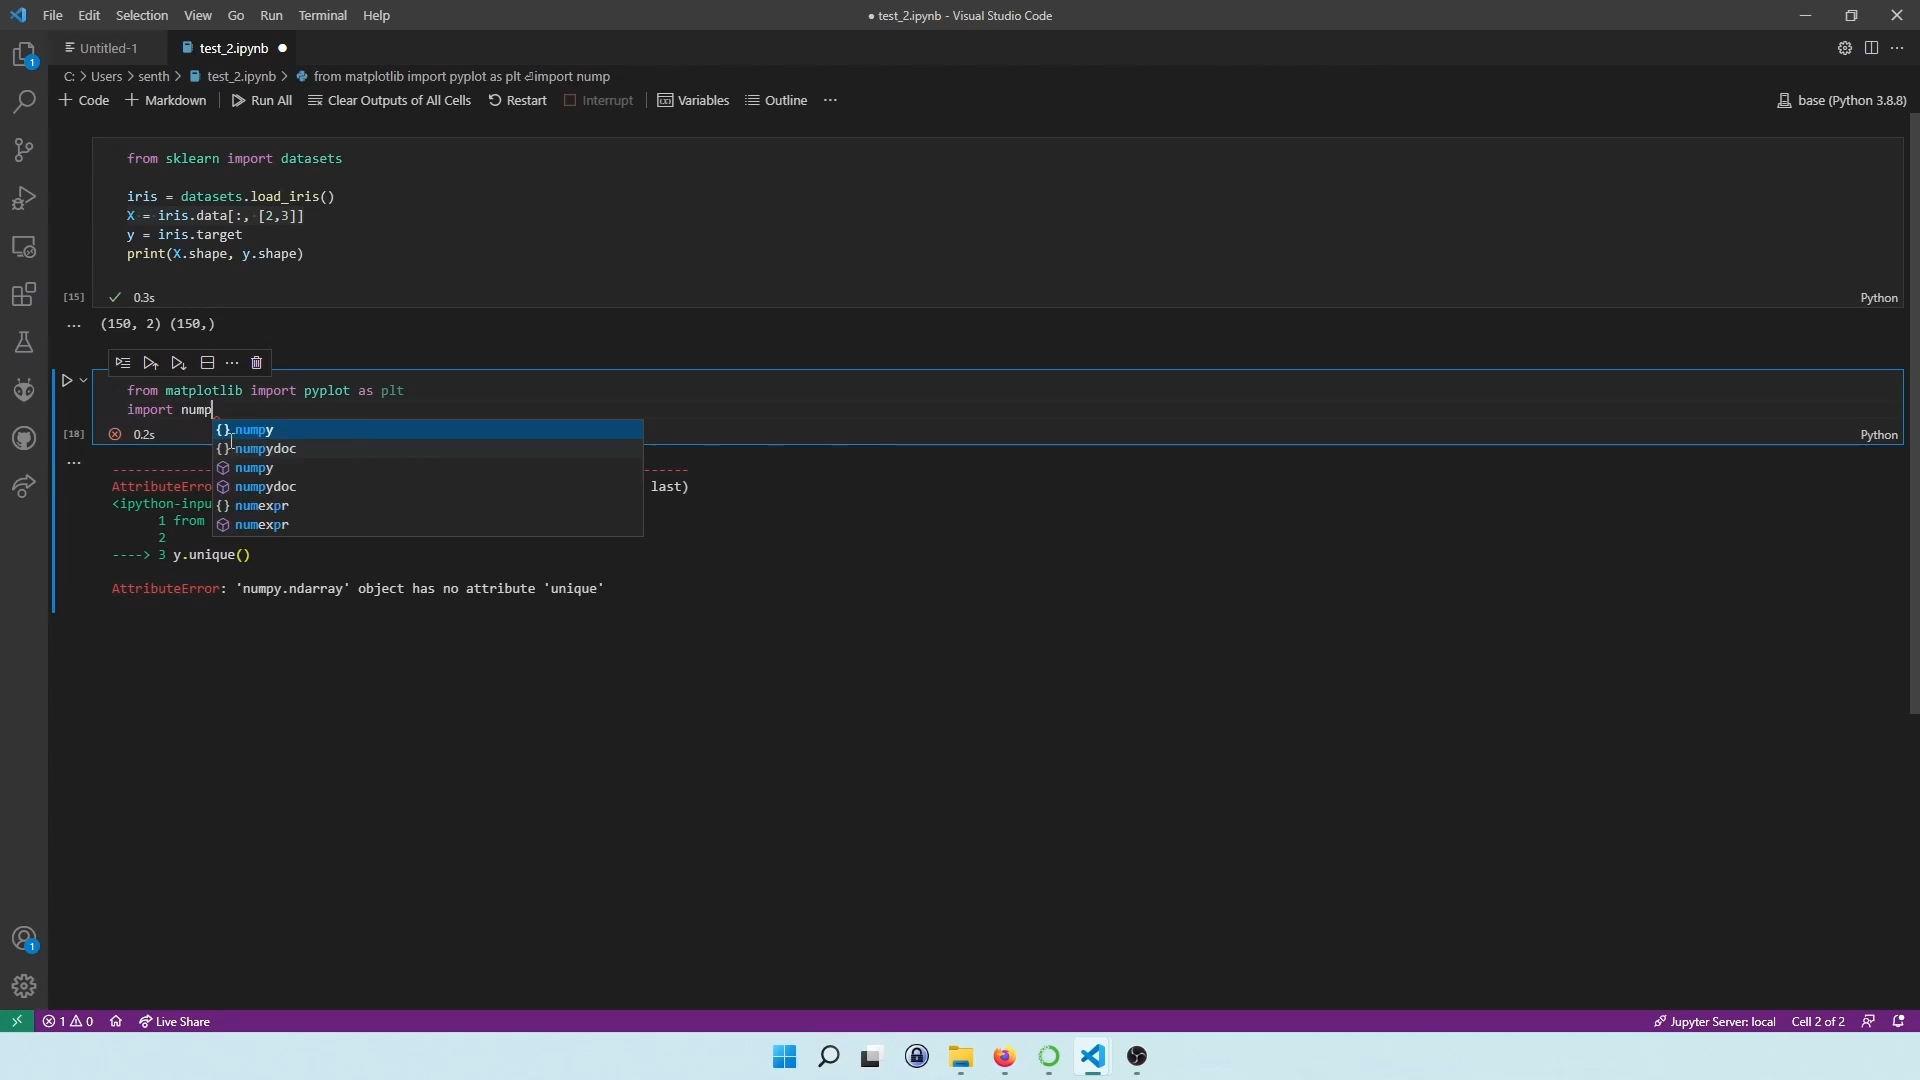 File Edit Selection View Go Run Terminal Help
● test_2.ipynb - Visual Studio Code
Untitled-1
test_2.ipynb ●
C: > Users > senth > test_2.ipynb > from matplotlib import pyplot as plt ⏎import nump
+ Code + Markdown Run All Clear Outputs of All Cells Restart Interrupt Variables Outline ...
base (Python 3.8.8)
from sklearn import datasets
iris = datasets.load_iris()
X = iris.data[:, [2,3]]
y = iris.target
print(X.shape, y.shape)
[15] 0.3s Python
(150, 2) (150,)
from matplotlib import pyplot as plt
import nump
[18] 0.2s Python
{} numpy
{} numpydoc
numpy
numpydoc
{} numexpr
numexpr
AttributeErro last)
<ipython-inpu
1 from
2
----> 3 y.unique()
AttributeError: 'numpy.ndarray' object has no attribute 'unique'
1
1
1 0 Live Share
Jupyter Server: local Cell 2 of 2